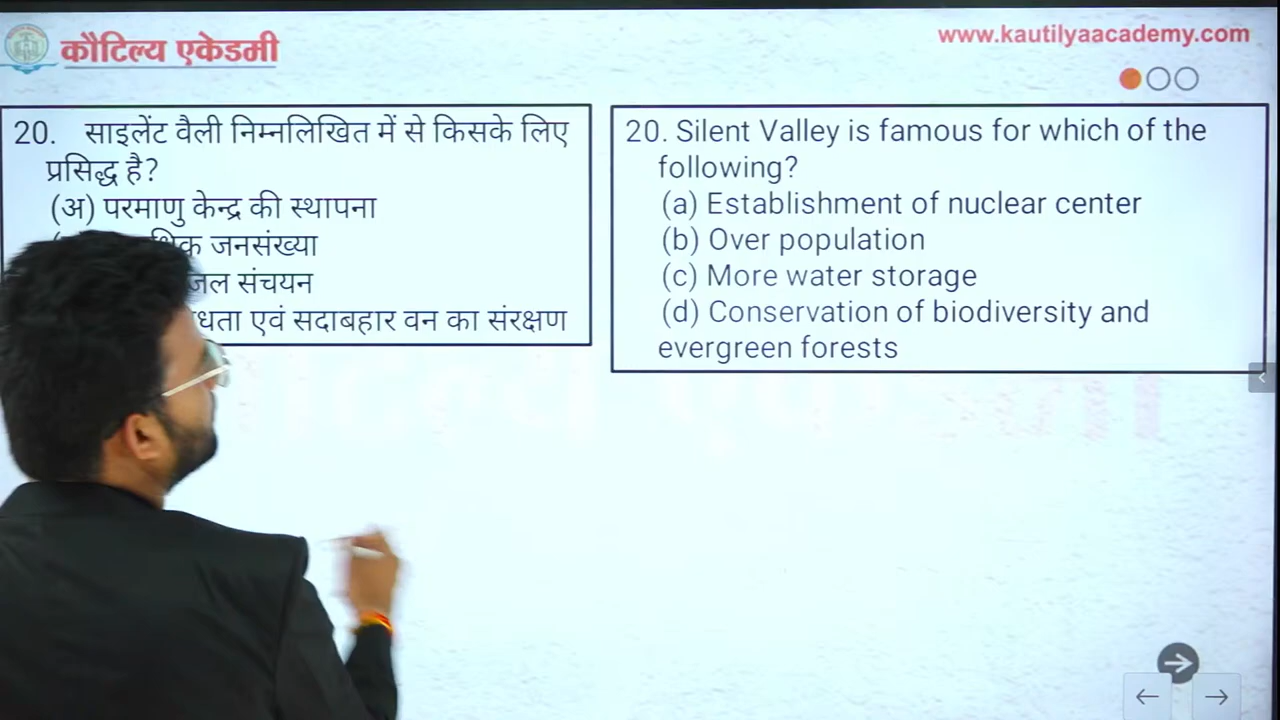 कौटिल्य एकेडमी
www.kautilyaacademy.com
20. साइलेंट वैली निम्नलिखित में से किसके लिए
प्रसिद्ध है?
(अ) परमाणु केन्द्र की स्थापना
जनसंख्या
जल संचयन
एवं सदाबहार वन का संरक्षण
20. Silent Valley is famous for which of the
following?
(a) Establishment of nuclear center
(b) Over population
(c) More water storage
(d) Conservation of biodiversity and
evergreen forests